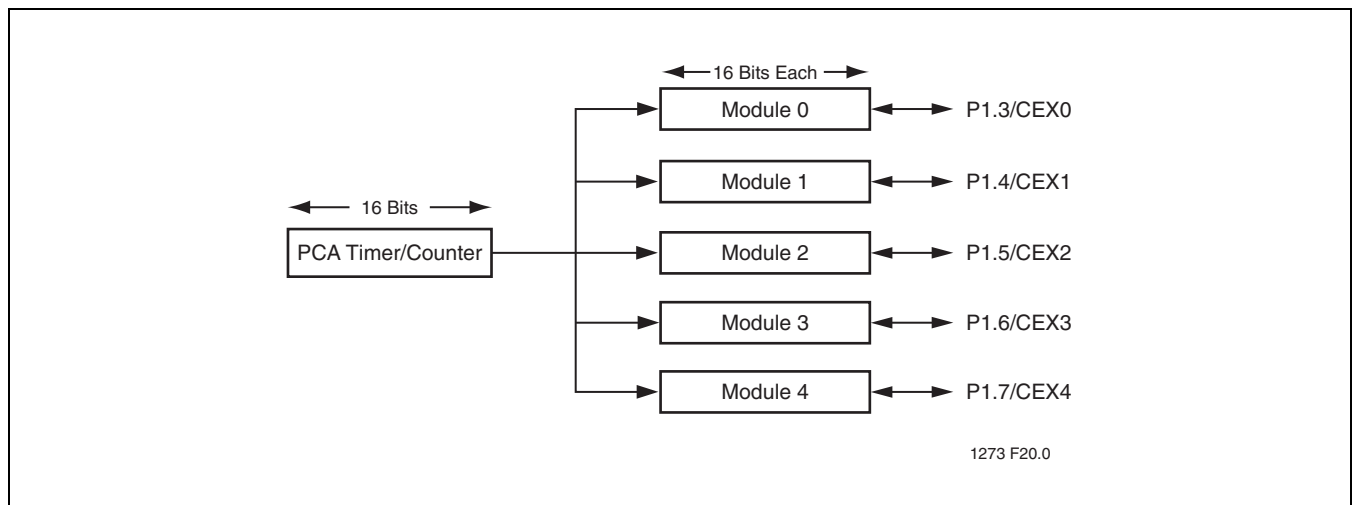 16 Bits Each
Module 0
P1.3/CEX0
Module 1
P1.4/CEX1
16 Bits
PCA Timer/Counter
Module 2
P1.5/CEX2
Module 3
P1.6/CEX3
Module 4
P1.7/CEX4
1273 F20.0